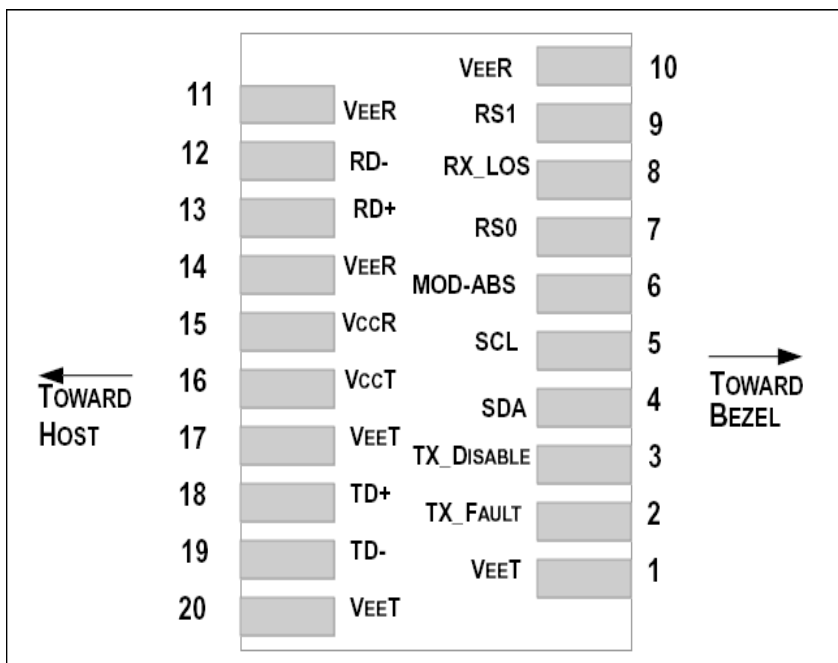 11 VEER
12 RD-
13 RD+
14 VEER
15 VCCR
16 VCCT
17 VEET
18 TD+
19 TD-
20 VEET
VEER 10
RS1 9
RX_LOS 8
RS0 7
MOD-ABS 6
SCL 5
SDA 4
TX_DISABLE 3
TX_FAULT 2
VEET 1
TOWARD
HOST
TOWARD
BEZEL